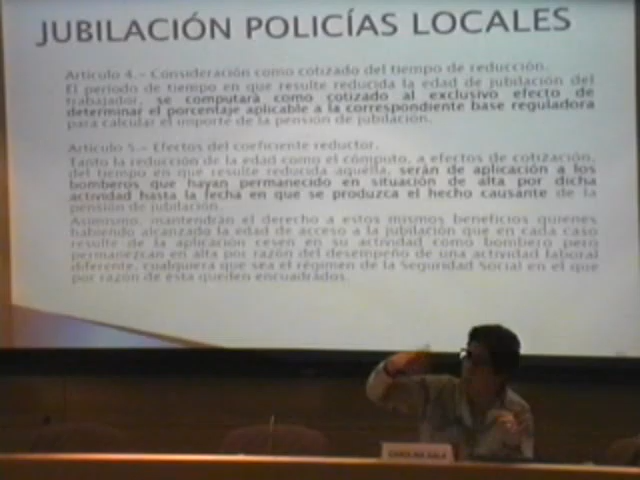 JUBILACIÓN POLICÍAS LOCALES
Artículo 4.- Consideración como cotizado del tiempo de reducción.
El período de tiempo en que resulte reducida la edad de jubilación del
trabajador, se computará como cotizado al exclusivo efecto de
determinar el porcentaje aplicable a la correspondiente base reguladora
para calcular el importe de la pensión de jubilación.
Artículo 5.- Efectos del coeficiente reductor.
Tanto la reducción de la edad como el cómputo, a efectos de cotización,
del tiempo en que resulte reducida aquella, serán de aplicación a los
bomberos que hayan permanecido en situación de alta por dicha
actividad hasta la fecha en que se produzca el hecho causante de la
pensión de jubilación.
Asimismo, mantendrán el derecho a estos mismos beneficios quienes
habiendo alcanzado la edad de acceso a la jubilación que en cada caso
resulte de la aplicación cesen en su actividad como bombero pero
permanezcan en alta por razón del desempeño de una actividad laboral
diferente, cualquiera que sea el régimen de la Seguridad Social en el que
por razón de ésta queden encuadrados.